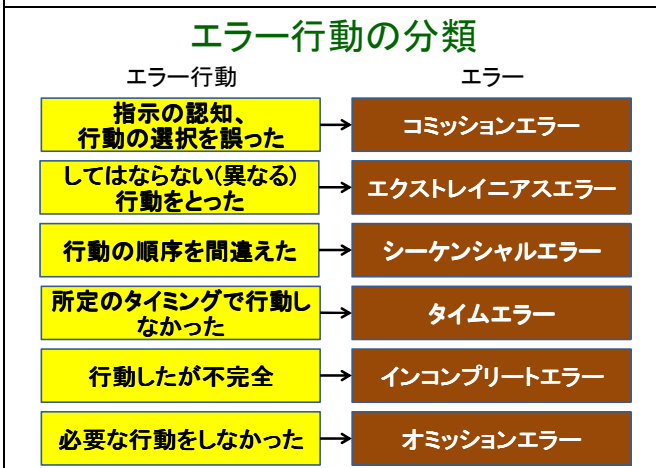 エラー行動の分類
エラー行動
エラー
指示の認知、
行動の選択を誤った
コミッションエラー
してはならない(異なる)
行動をとった
エクストレイニアスエラー
行動の順序を間違えた
シーケンシャルエラー
所定のタイミングで行動し
なかった
タイムエラー
行動したが不完全
インコンプリートエラー
必要な行動をしなかった
オミッションエラー